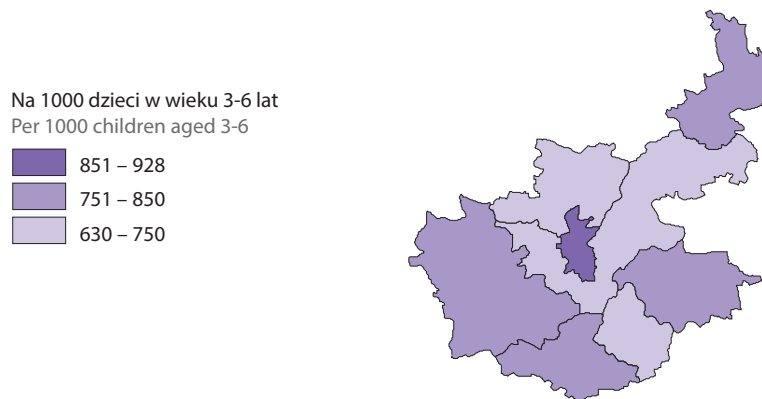 Na 1000 dzieci w wieku 3-6 lat
Per 1000 children aged 3-6
851 – 928
751 – 850
630 – 750